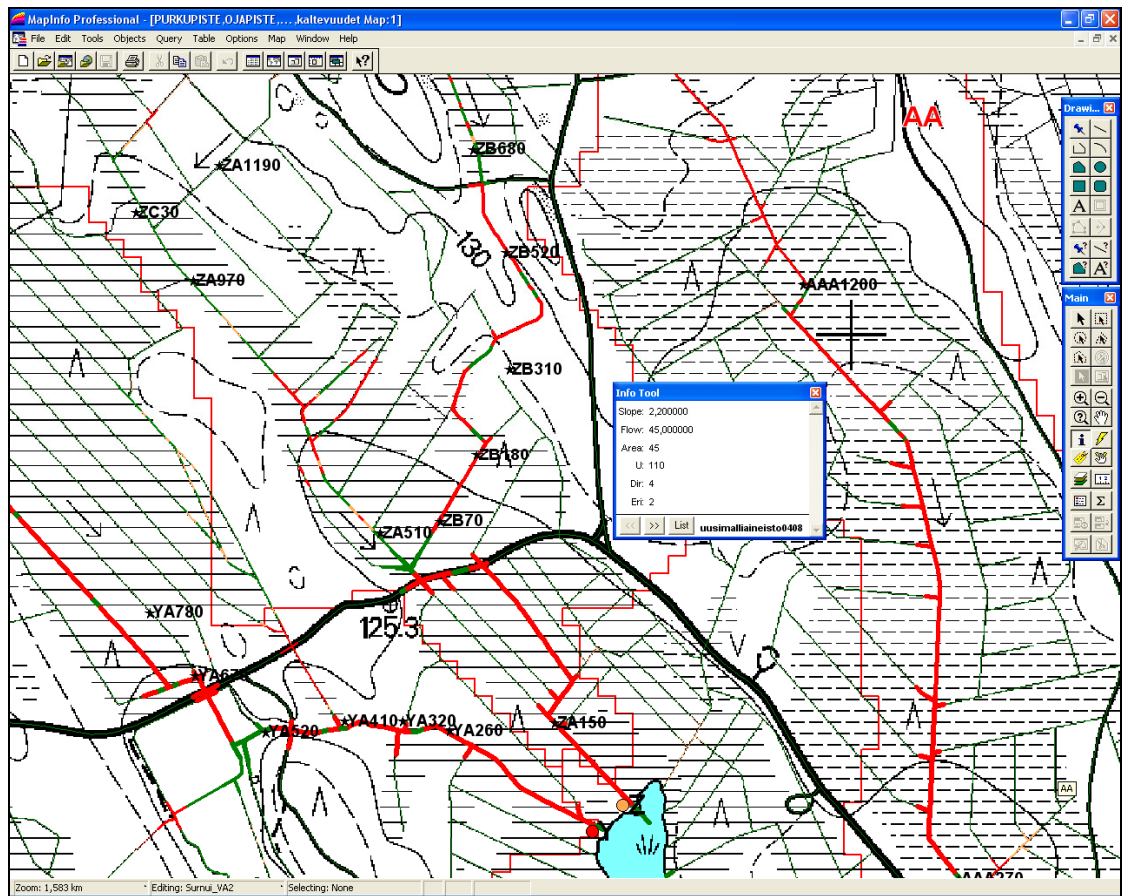 MapInfo Professional - [PURKUPISTE,OJAPISTE,... ,kaltevuudet Map:1]
File Edit Tools Objects Query Table Options Map Window Help
Drawi...
AA
ZB680
ZA1190
ZC30
130
ZB520
ZA970
AAA1200
Main
ZB310
Info Tool
Slope: 2,200000
Flow: 45,000000
Area: 45
U: 110
Dir: 4
Eri: 2
<< >> List uusimalliaineisto0408
ZB180
ZB70
ZA510
YA780
125.3
YA67
YA410
YA320
ZA150
YA520
YA260
AA
AAA270
Zoom: 1,583 km
Editing: Surnui_VA2
Selecting: None